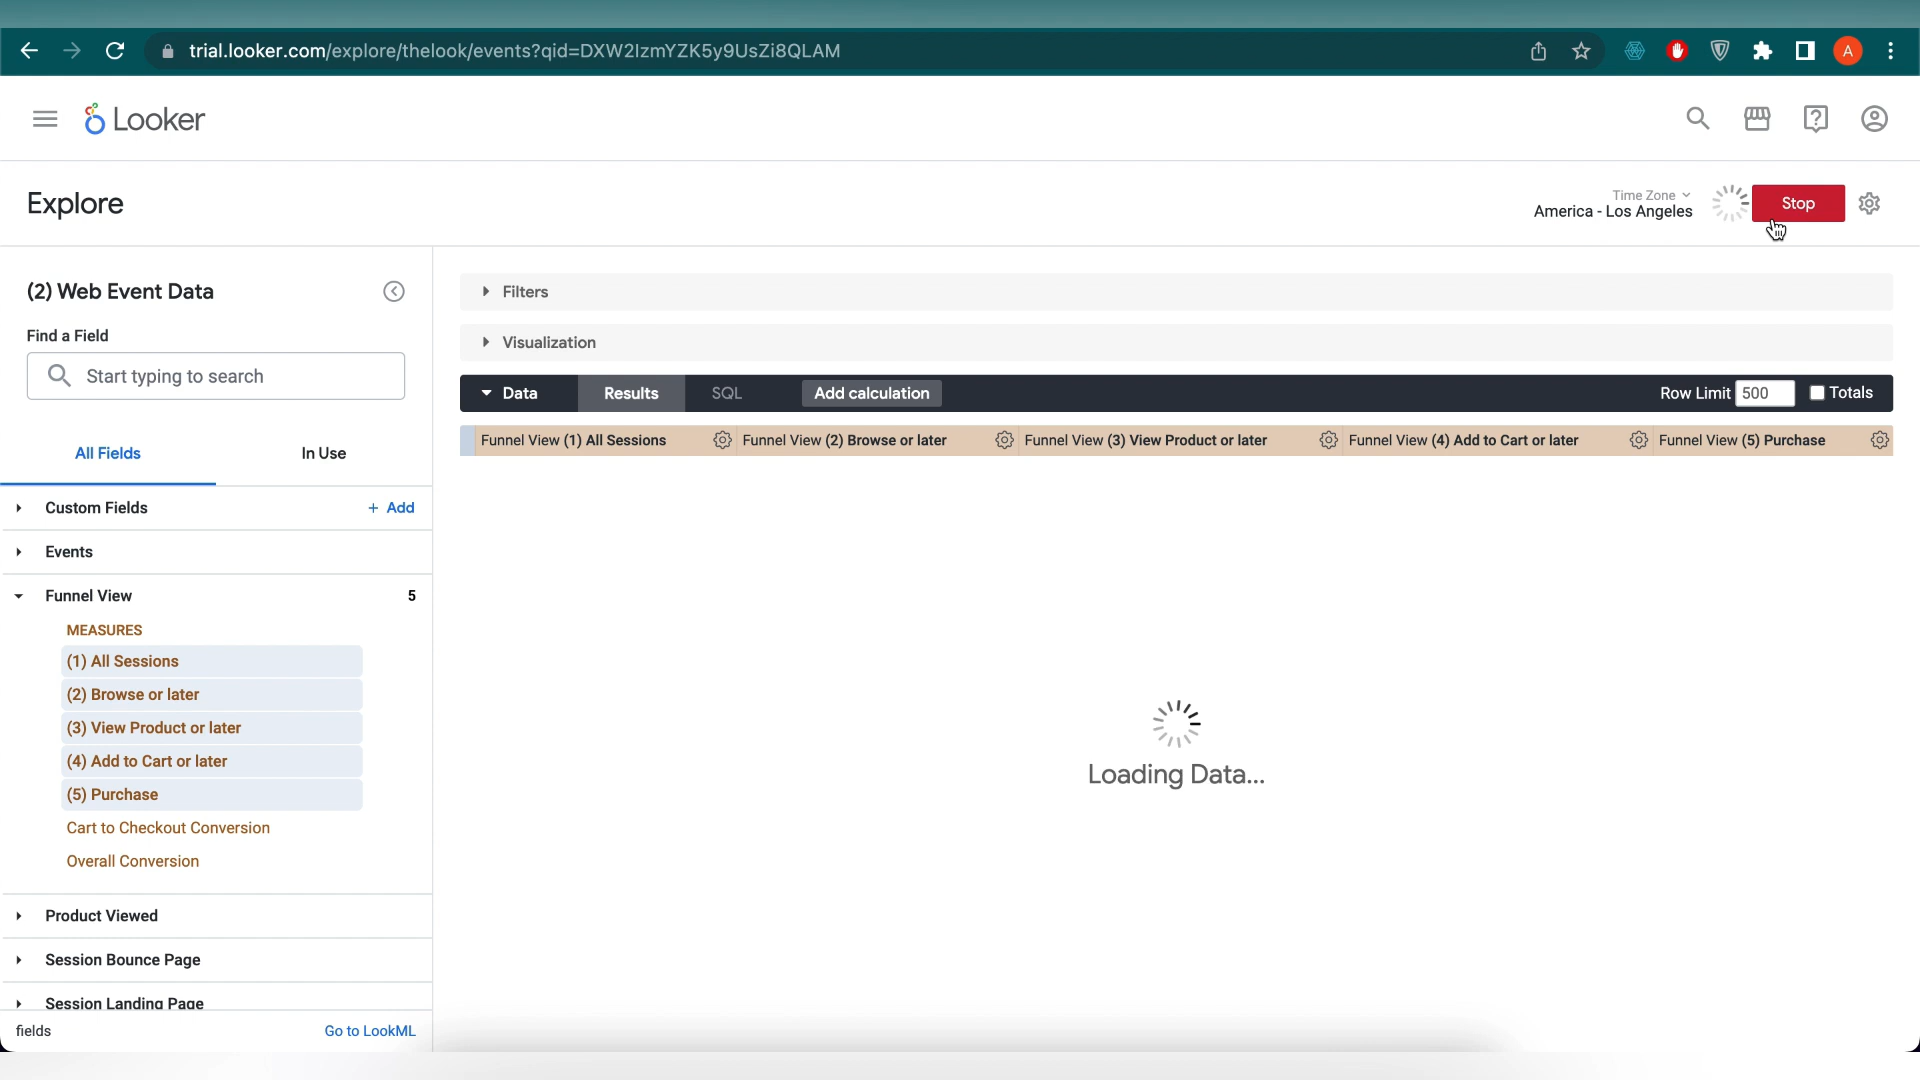 trial.looker.com/explore/thelook/events?qid=DXW2IzmYZK5y9UsZi8QLAM
A
Looker
Explore
Time Zone
America - Los Angeles
Stop
(2) Web Event Data
Find a Field
Start typing to search
All Fields
In Use
Custom Fields
+ Add
Events
Funnel View
5
MEASURES
(1) All Sessions
(2) Browse or later
(3) View Product or later
(4) Add to Cart or later
(5) Purchase
Cart to Checkout Conversion
Overall Conversion
Product Viewed
Session Bounce Page
Session Landing Page
fields
Go to LookML
Filters
Visualization
Data
Results
SQL
Add calculation
Row Limit 500
Totals
Funnel View (1) All Sessions
Funnel View (2) Browse or later
Funnel View (3) View Product or later
Funnel View (4) Add to Cart or later
Funnel View (5) Purchase
Loading Data...